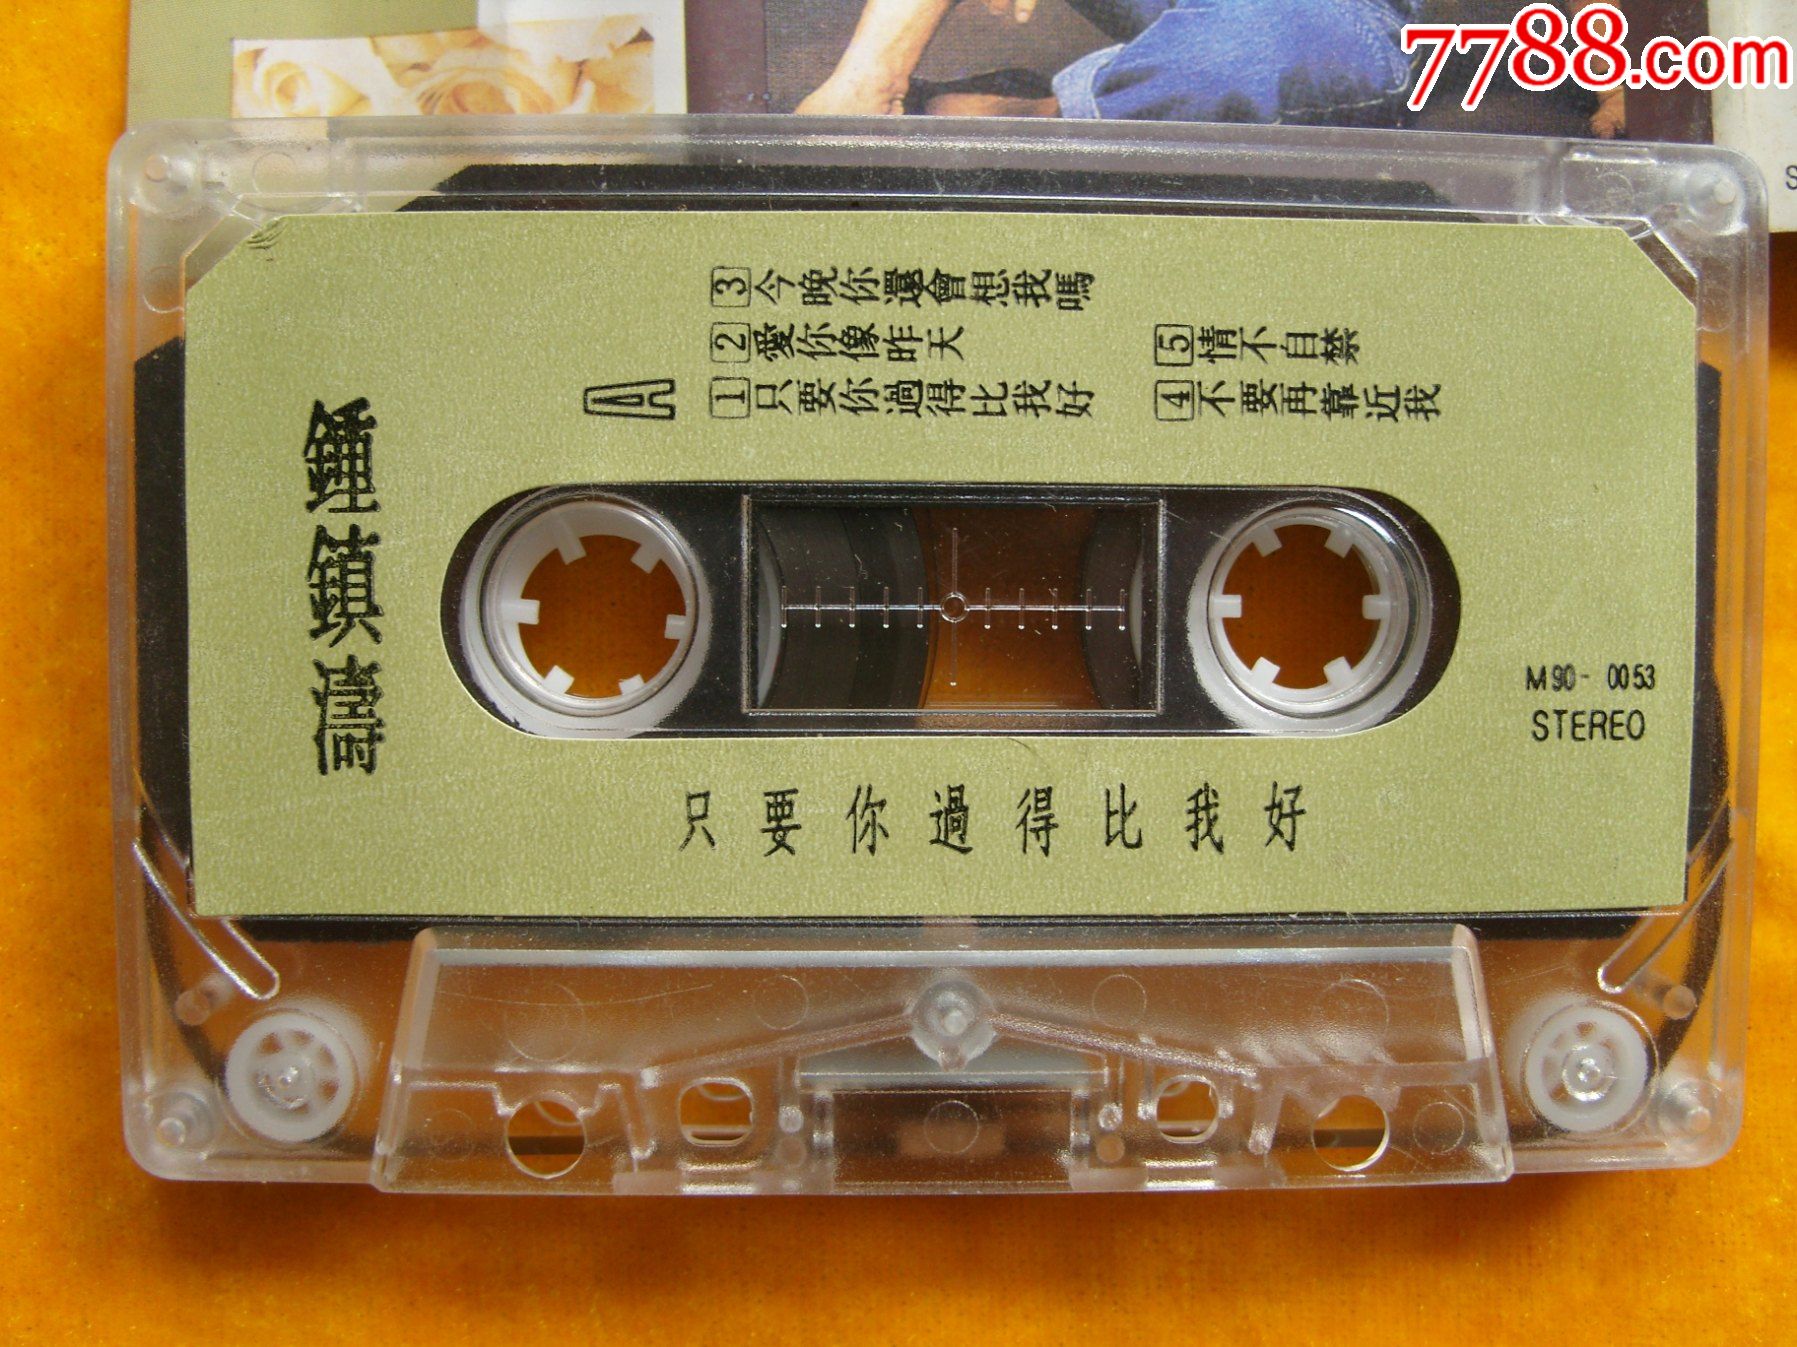 7788.com
鍾鎮濤
A
1 只要你過得比我好
2 愛你像昨天
3 今晚你還會想我嗎
4 不要再靠近我
5 情不自禁
M90-0053
STEREO
只要你過得比我好